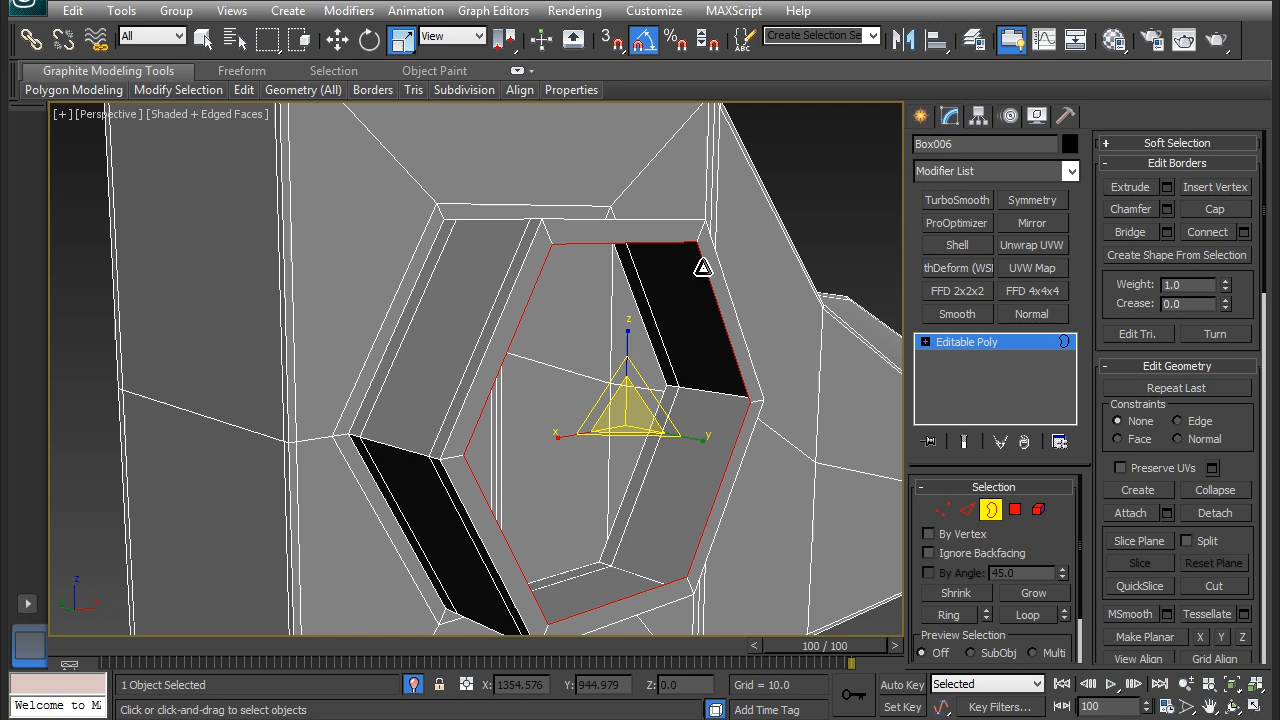 Edit Tools Group Views Create Modifiers Animation Graph Editors Rendering Customize MAXScript Help
All View 3 % ABC Create Selection Se
Graphite Modeling Tools Freeform Selection Object Paint
Polygon Modeling Modify Selection Edit Geometry (All) Borders Tris Subdivision Align Properties
[+] [Perspective ] [Shaded + Edged Faces ]
Box006
Modifier List
TurboSmooth Symmetry
ProOptimizer Mirror
Shell Unwrap UVW
thDeform (WSI UVW Map
FFD 2x2x2 FFD 4x4x4
Smooth Normal
Editable Poly
Selection
By Vertex
Ignore Backfacing
By Angle: 45.0
Shrink Grow
Ring Loop
Preview Selection
Off SubObj Multi
Soft Selection
Edit Borders
Extrude Insert Vertex
Chamfer Cap
Bridge Connect
Create Shape From Selection
Weight: 1.0
Crease: 0.0
Edit Tri. Turn
Edit Geometry
Repeat Last
Constraints
None Edge
Face Normal
Preserve UVs
Create Collapse
Attach Detach
Slice Plane Split
Slice Reset Plane
QuickSlice Cut
MSmooth Tessellate
Make Planar X Y Z
View Align Grid Align
z
x y
z
< 100 / 100 >
1 Object Selected X: 1354.576 Y: 944.979 Z: 0.0 Grid = 10.0 Auto Key Selected
Welcome to M Click or click-and-drag to select objects Add Time Tag Set Key Key Filters... 100